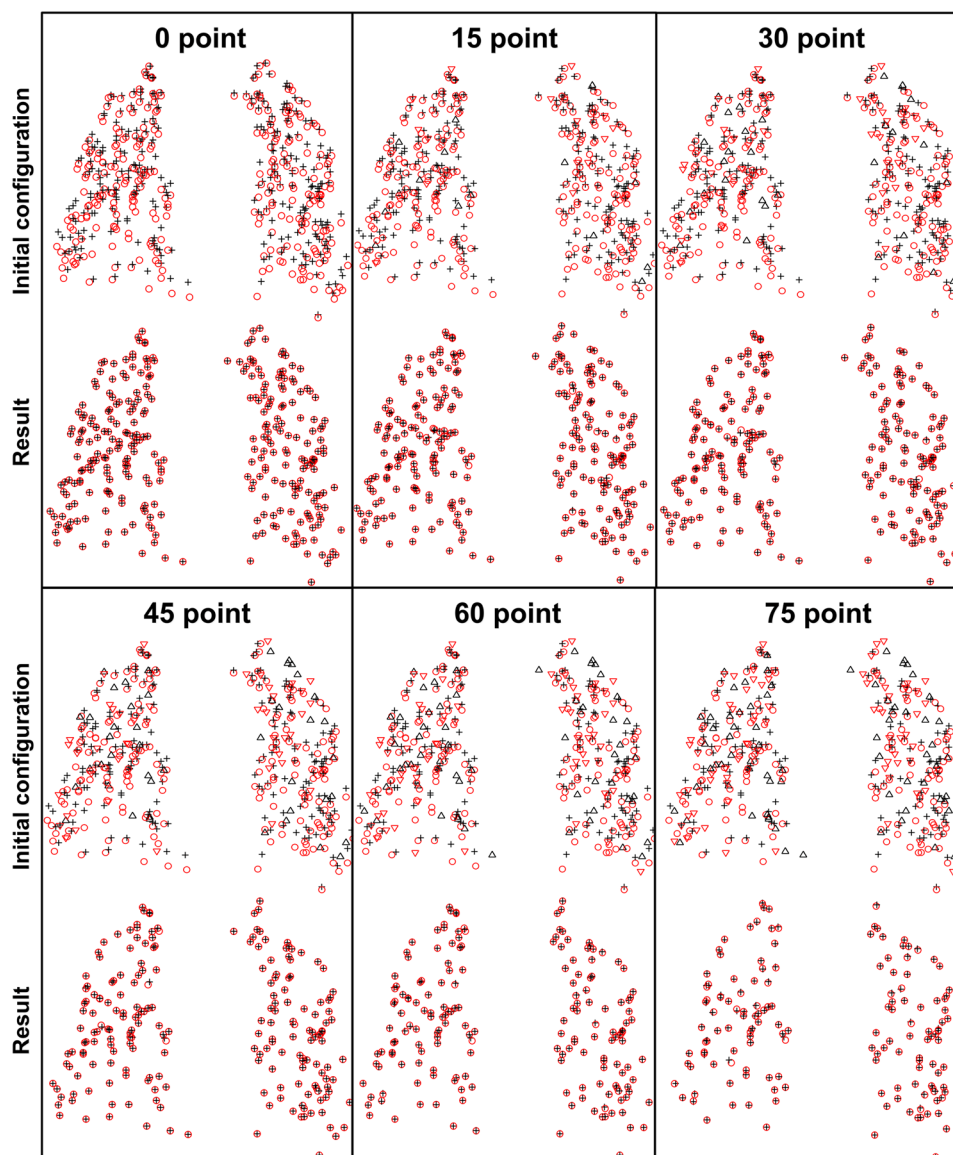 0 point
15 point
30 point
Initial configuration
Result
45 point
60 point
75 point
Initial configuration
Result